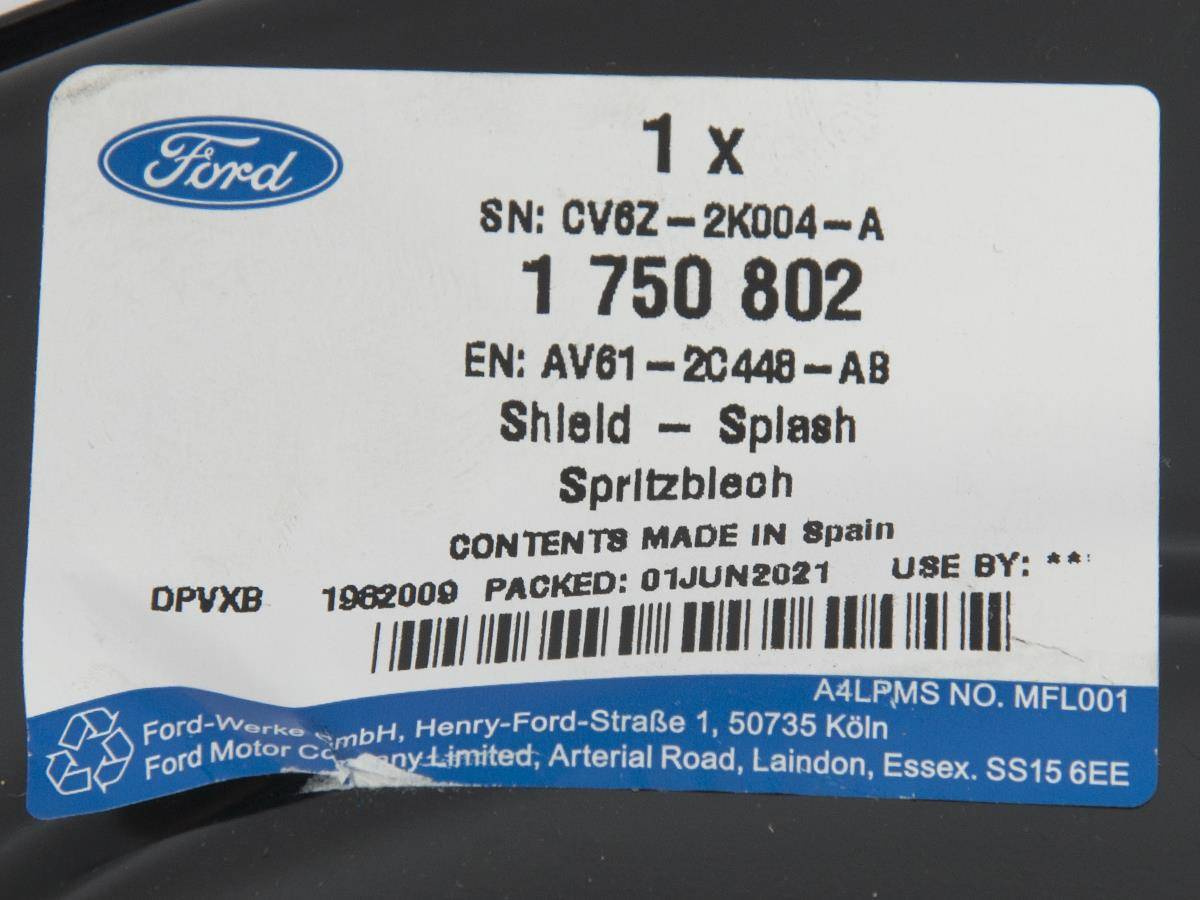 Ford
1 x
SN: CV6Z-2K004-A
1 750 802
EN: AV61-2C448-AB
Shield - Splash
Spritzblech
CONTENTS MADE IN Spain
DPVXB 1962009 PACKED: 01JUN2021 USE BY: **
A4LPMS NO. MFL001
Ford-Werke GmbH, Henry-Ford-Straße 1, 50735 Köln
Ford Motor Company Limited, Arterial Road, Laindon, Essex. SS15 6EE